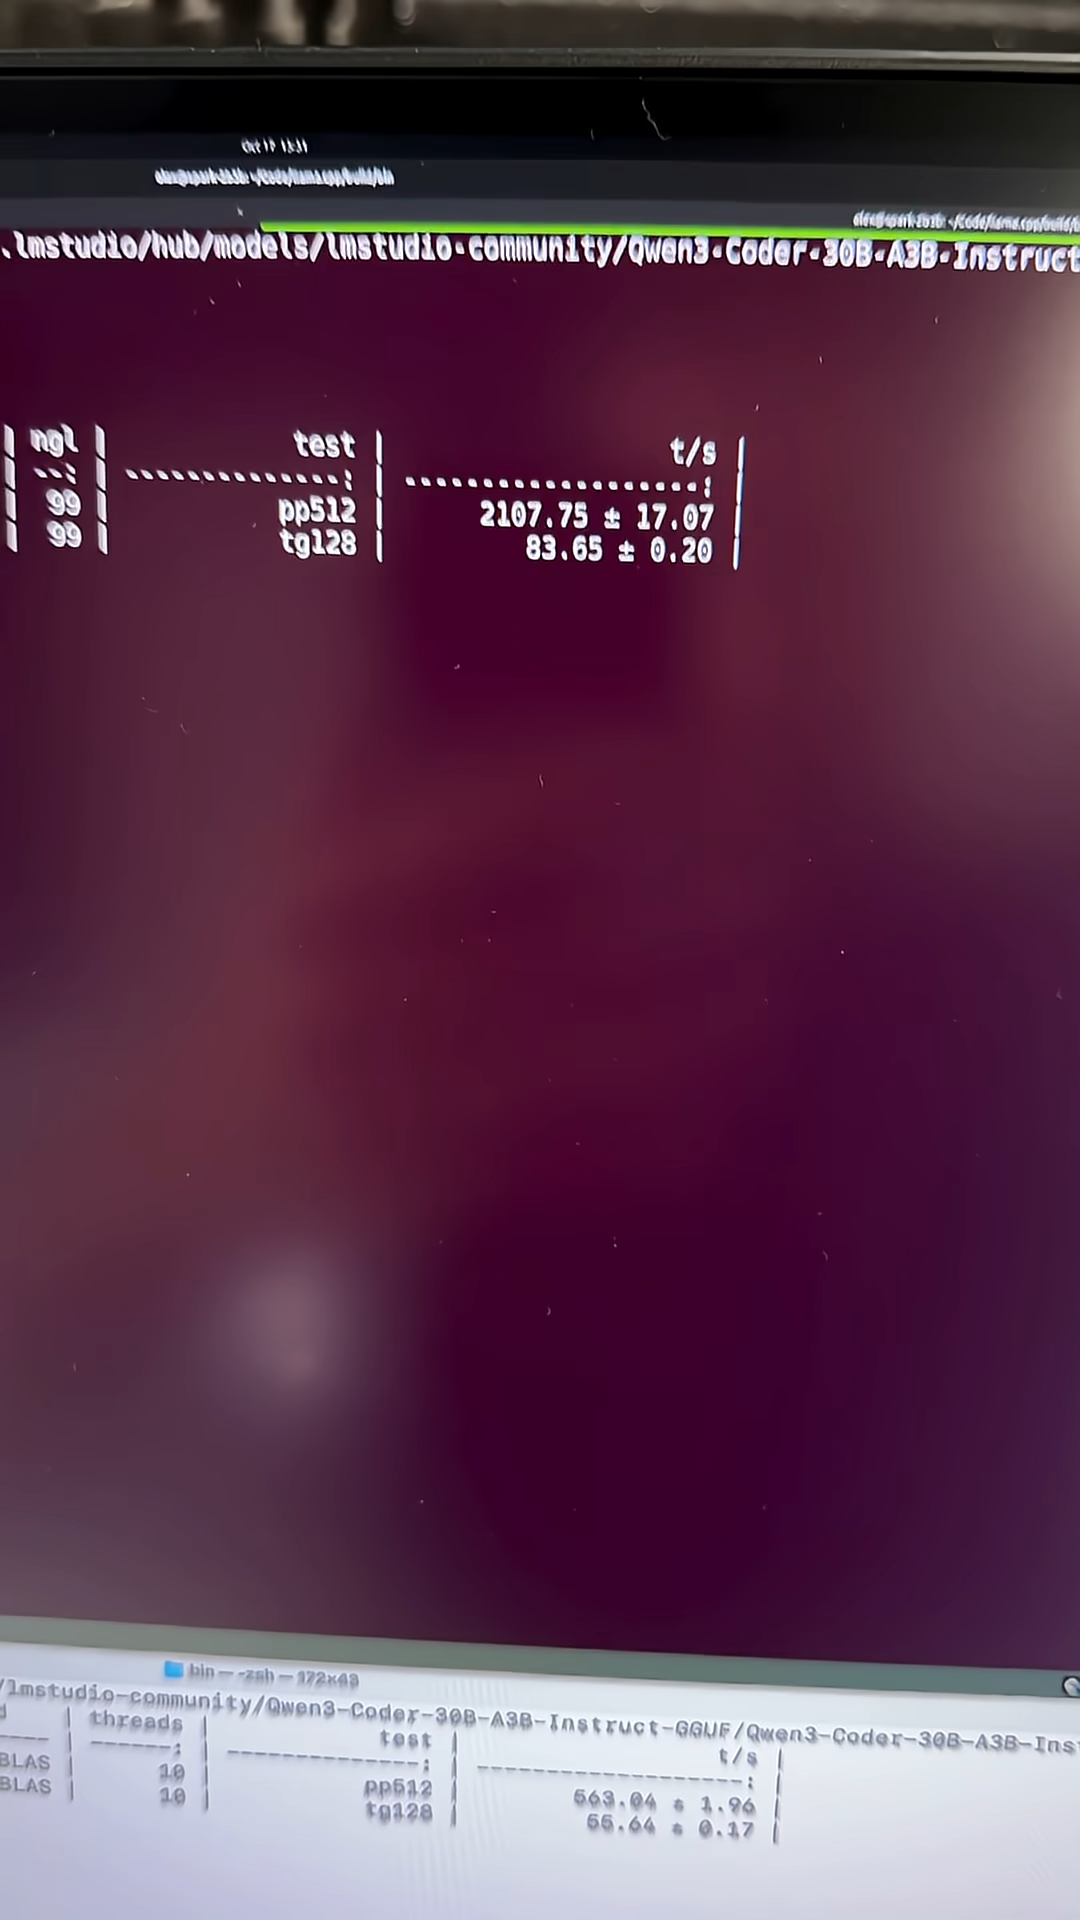 .lmstudio/hub/models/lmstudio-community/Qwen3-Coder-30B-A3B-Instruct
| ngl | test | t/s |
| --: | --------------: | -------------------: |
| 99 | pp512 | 2107.75 ± 17.07 |
| 99 | tg128 | 83.65 ± 0.20 |
bin — -zsh — 172×43
/lmstudio-community/Qwen3-Coder-30B-A3B-Instruct-GGUF/Qwen3-Coder-30B-A3B-Ins
d | threads | test | t/s |
--- | ------: | --------------: | -------------------: |
BLAS | 10 | pp512 | 563.04 ± 1.96 |
BLAS | 10 | tg128 | 55.64 ± 0.17 |